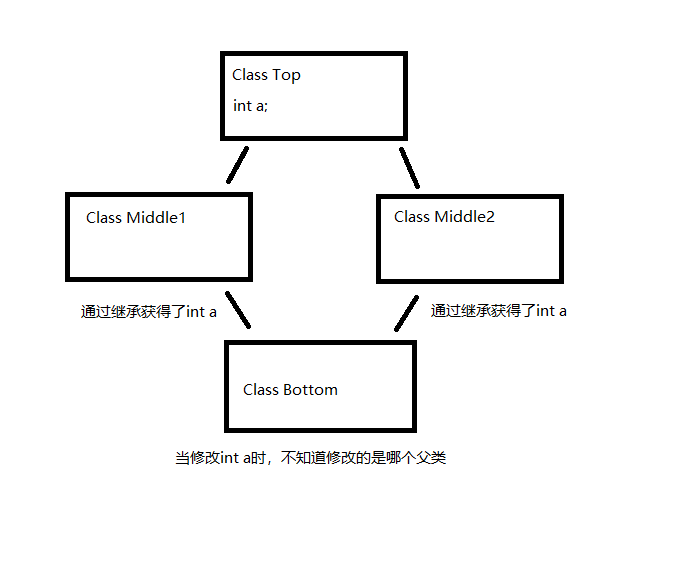 Class Top
int a;
Class Middle1
Class Middle2
通过继承获得了int a
通过继承获得了int a
Class Bottom
当修改int a时，不知道修改的是哪个父类